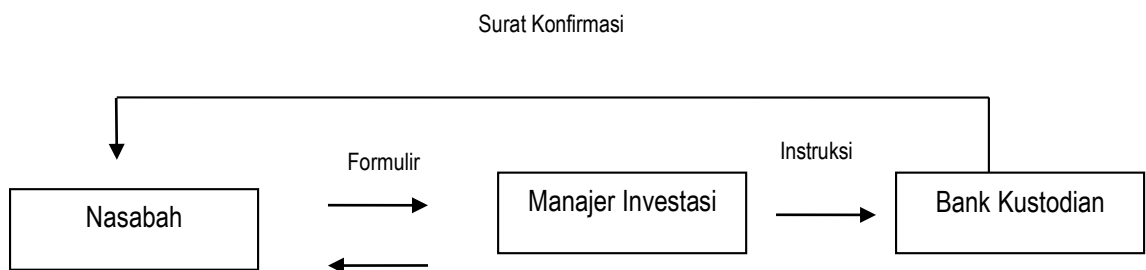 Surat Konfirmasi
Formulir
Instruksi
Nasabah
Manajer Investasi
Bank Kustodian